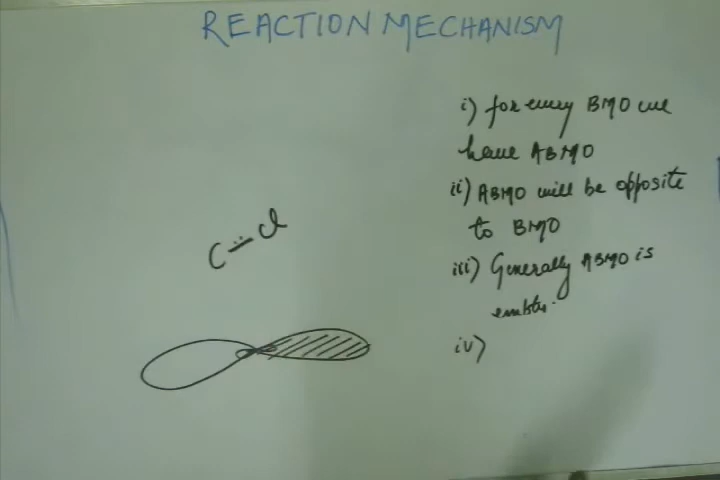 REACTION MECHANISM
i) for every BMO we
have ABMO
ii) ABMO will be opposite
to BMO
iii) Generally ABMO is
empty.
iv)
C Cl